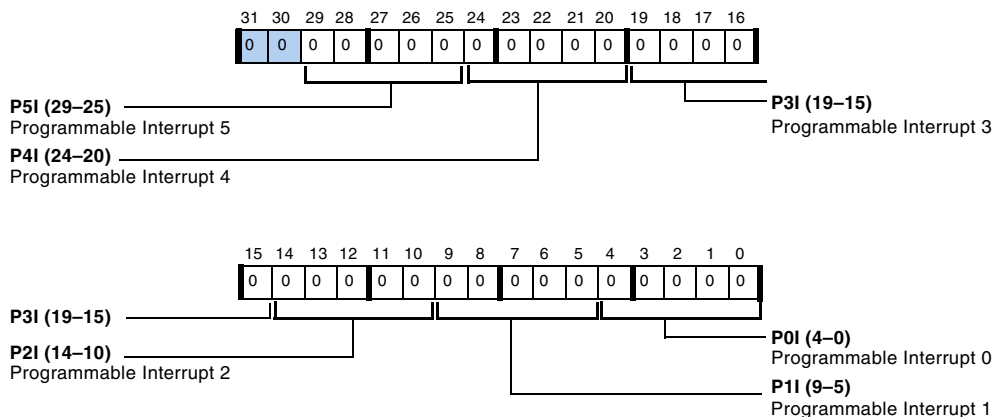 31 30 29 28 27 26 25 24 23 22 21 20 19 18 17 16
0 0 0 0 0 0 0 0 0 0 0 0 0 0 0 0
P5I (29–25)
Programmable Interrupt 5
P3I (19–15)
Programmable Interrupt 3
P4I (24–20)
Programmable Interrupt 4
15 14 13 12 11 10 9 8 7 6 5 4 3 2 1 0
0 0 0 0 0 0 0 0 0 0 0 0 0 0 0 0
P3I (19–15)
P0I (4–0)
Programmable Interrupt 0
P2I (14–10)
Programmable Interrupt 2
P1I (9–5)
Programmable Interrupt 1